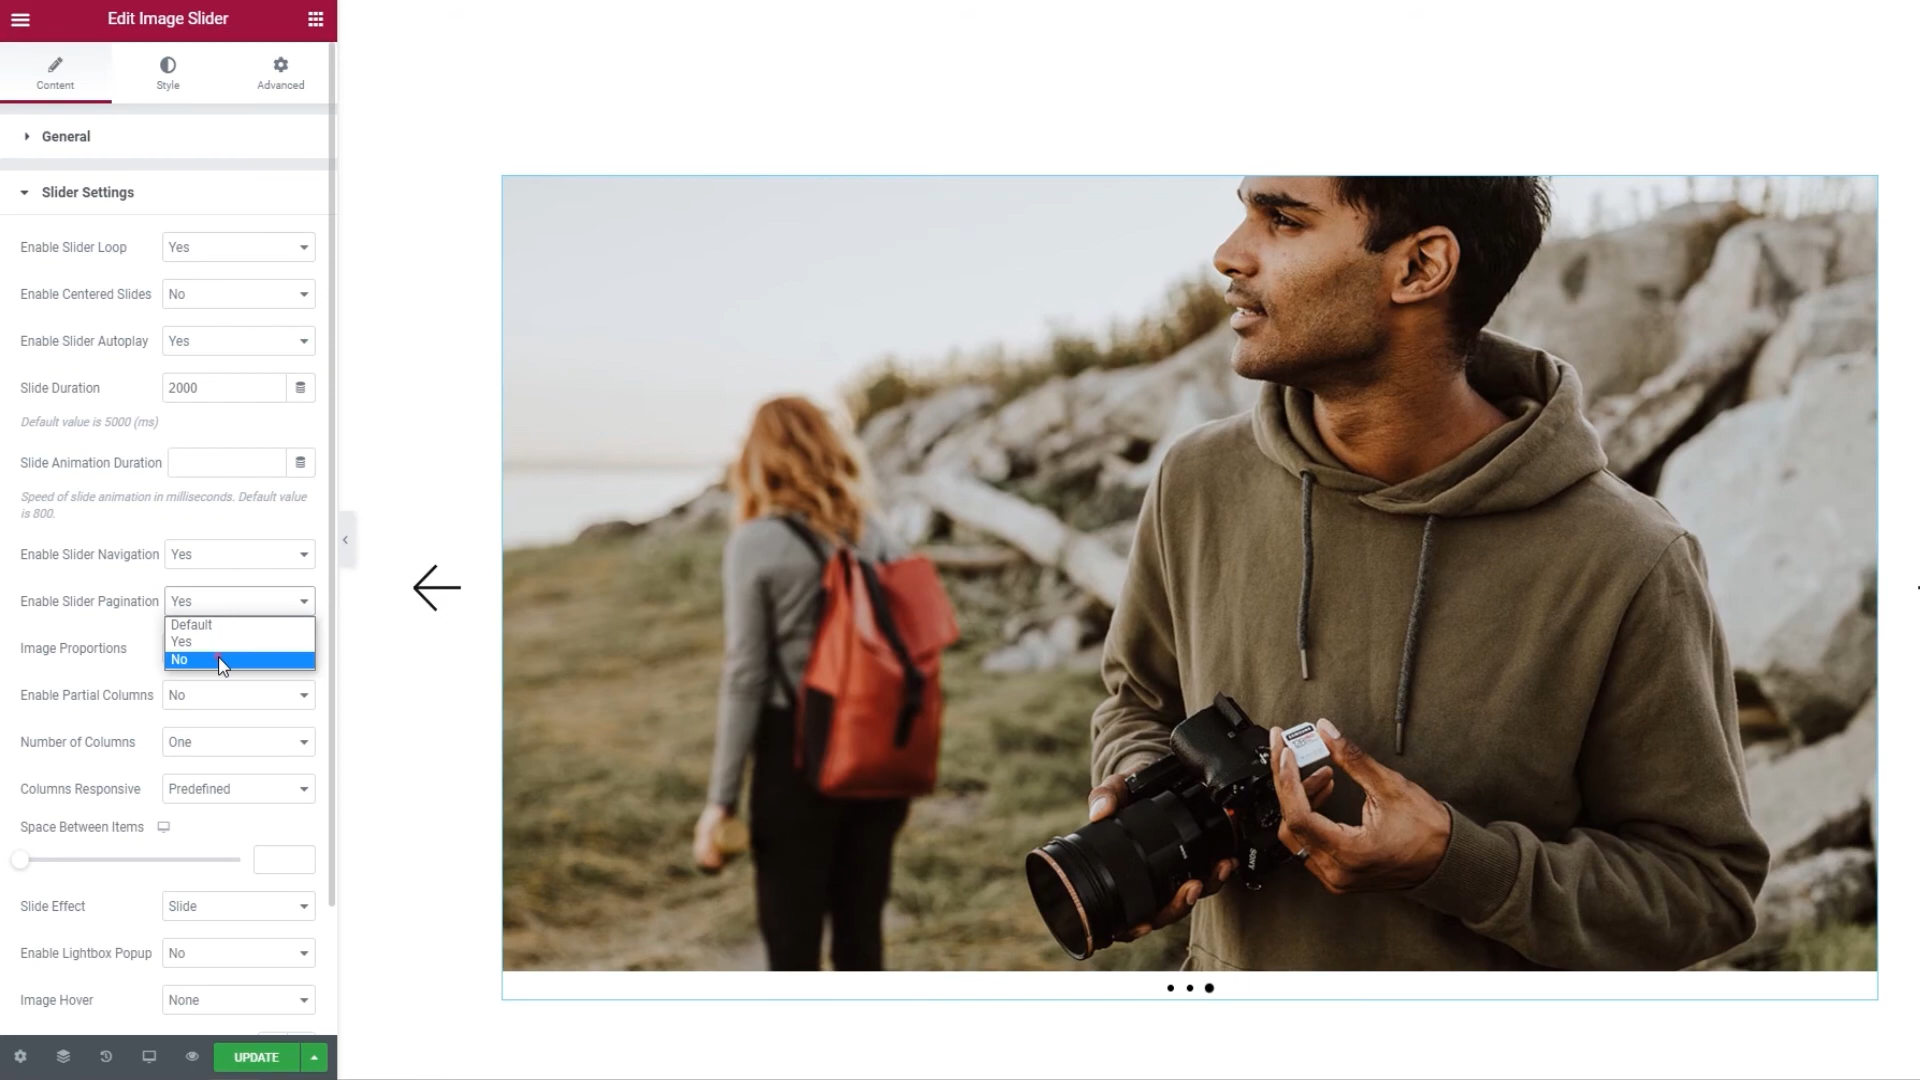 Edit Image Slider
Content
Style
Advanced
General
Slider Settings
Enable Slider Loop
Yes
Enable Centered Slides
No
Enable Slider Autoplay
Yes
Slide Duration
2000
Default value is 5000 (ms)
Slide Animation Duration
Speed of slide animation in milliseconds. Default value
is 800.
Enable Slider Navigation
Yes
Enable Slider Pagination
Yes
Default
Yes
No
Image Proportions
Enable Partial Columns
No
Number of Columns
One
Columns Responsive
Predefined
Space Between Items
Slide Effect
Slide
Enable Lightbox Popup
No
Image Hover
None
UPDATE
SONY